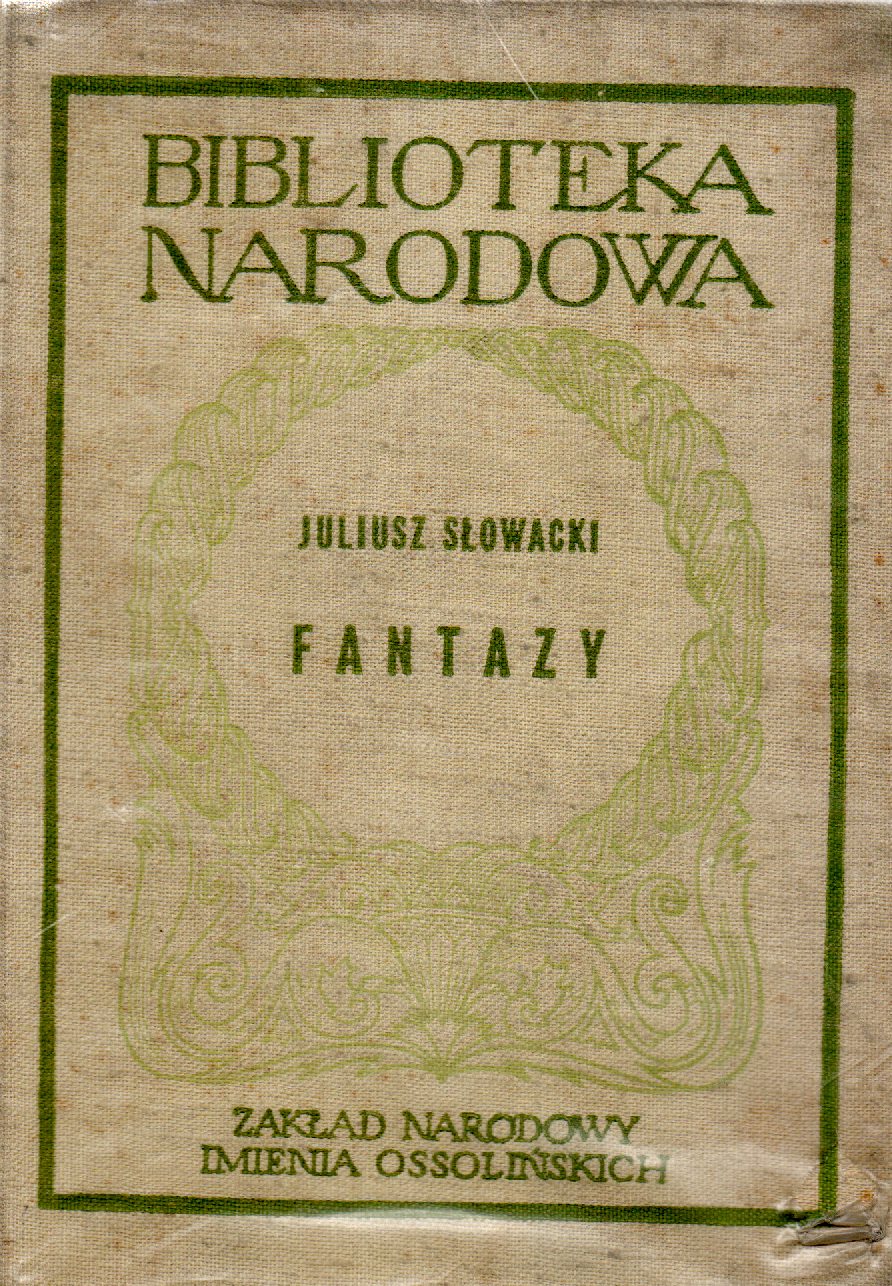 BIBLIOTEKA
NARODOWA
JULIUSZ SŁOWACKI
FANTAZY
ZAKŁAD NARODOWY
IMIENIA OSSOLIŃSKICH